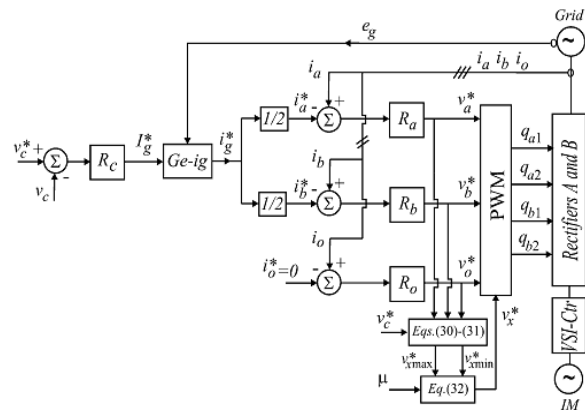 Grid
~
e_g
i_a i_b i_o
i_a
v_c^* + Σ - v_c
R_c
I_g^*
Ge-ig
i_g^*
1/2
i_a^* - Σ +
R_a
v_a^*
i_b
1/2
i_b^* - Σ +
R_b
v_b^*
i_o
i_o^*=0 - Σ +
R_o
v_o^*
PWM
q_a1
q_a2
q_b1
q_b2
Rectifiers A and B
v_c^*
Eqs.(30)-(31)
v_xmax^* v_xmin^*
v_x^*
μ
Eq.(32)
VSI-Ctr
~
IM